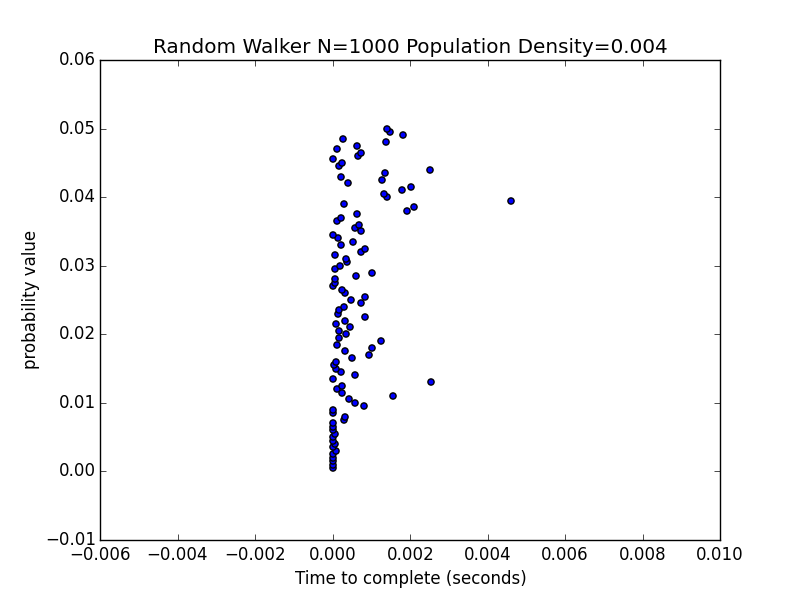 Random Walker N=1000 Population Density=0.004
0.06
0.05
0.04
0.03
0.02
0.01
0.00
−0.01
probability value
−0.006 −0.004 −0.002 0.000 0.002 0.004 0.006 0.008 0.010
Time to complete (seconds)